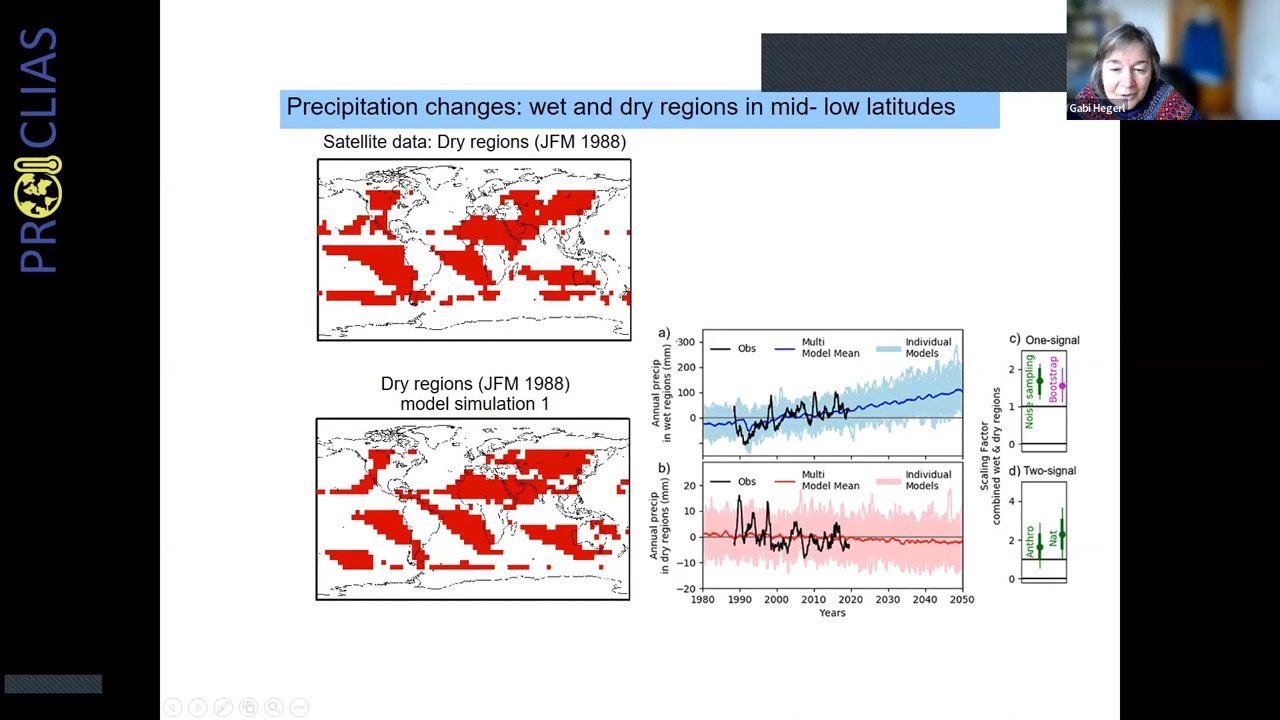 PROCLIAS
Gabi Hegerl
Precipitation changes: wet and dry regions in mid- low latitudes
Satellite data: Dry regions (JFM 1988)
Dry regions (JFM 1988)
model simulation 1
a)
Annual precip
in wet regions (mm)
300
200
100
0
Obs
Multi
Model Mean
Individual
Models
b)
Annual precip
in dry regions (mm)
20
10
0
−10
−20
Obs
Multi
Model Mean
Individual
Models
1980 1990 2000 2010 2020 2030 2040 2050
Years
Scaling Factor
combined wet & dry regions
c) One-signal
2
1
0
Noise sampling
Bootstrap
d) Two-signal
4
2
0
Anthro
Nat